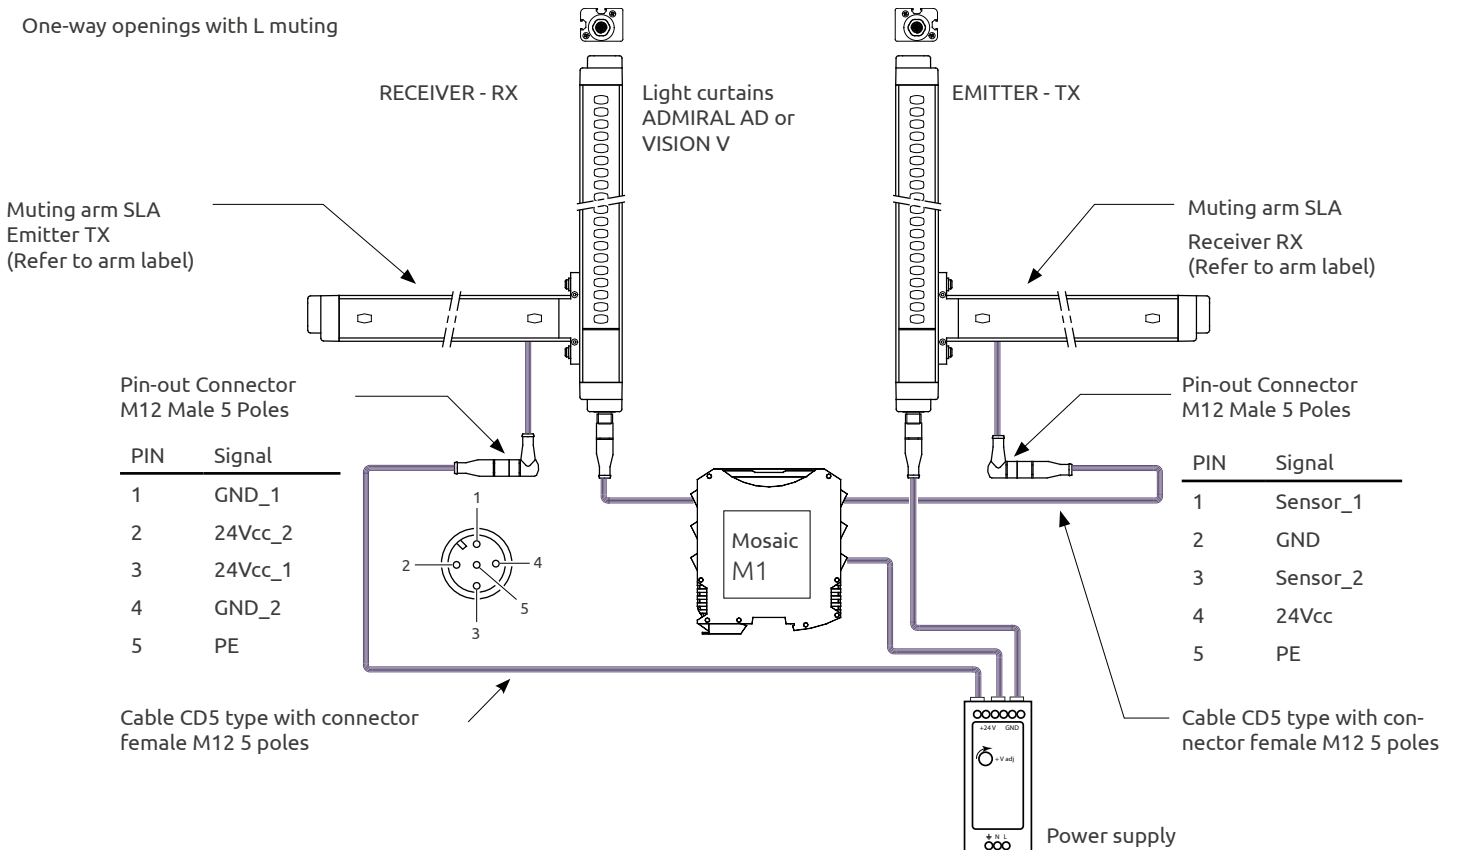 One-way openings with L muting
RECEIVER - RX
Light curtains
ADMIRAL AD or
VISION V
EMITTER - TX
Muting arm SLA
Emitter TX
(Refer to arm label)
Muting arm SLA
Receiver RX
(Refer to arm label)
Pin-out Connector
M12 Male 5 Poles
PIN Signal
1 GND_1
2 24Vcc_2
3 24Vcc_1
4 GND_2
5 PE
1
2
4
5
3
Mosaic
M1
Pin-out Connector
M12 Male 5 Poles
PIN Signal
1 Sensor_1
2 GND
3 Sensor_2
4 24Vcc
5 PE
Cable CD5 type with connector
female M12 5 poles
Cable CD5 type with con-
nector female M12 5 poles
+24 V GND
+ V adj
N L
Power supply